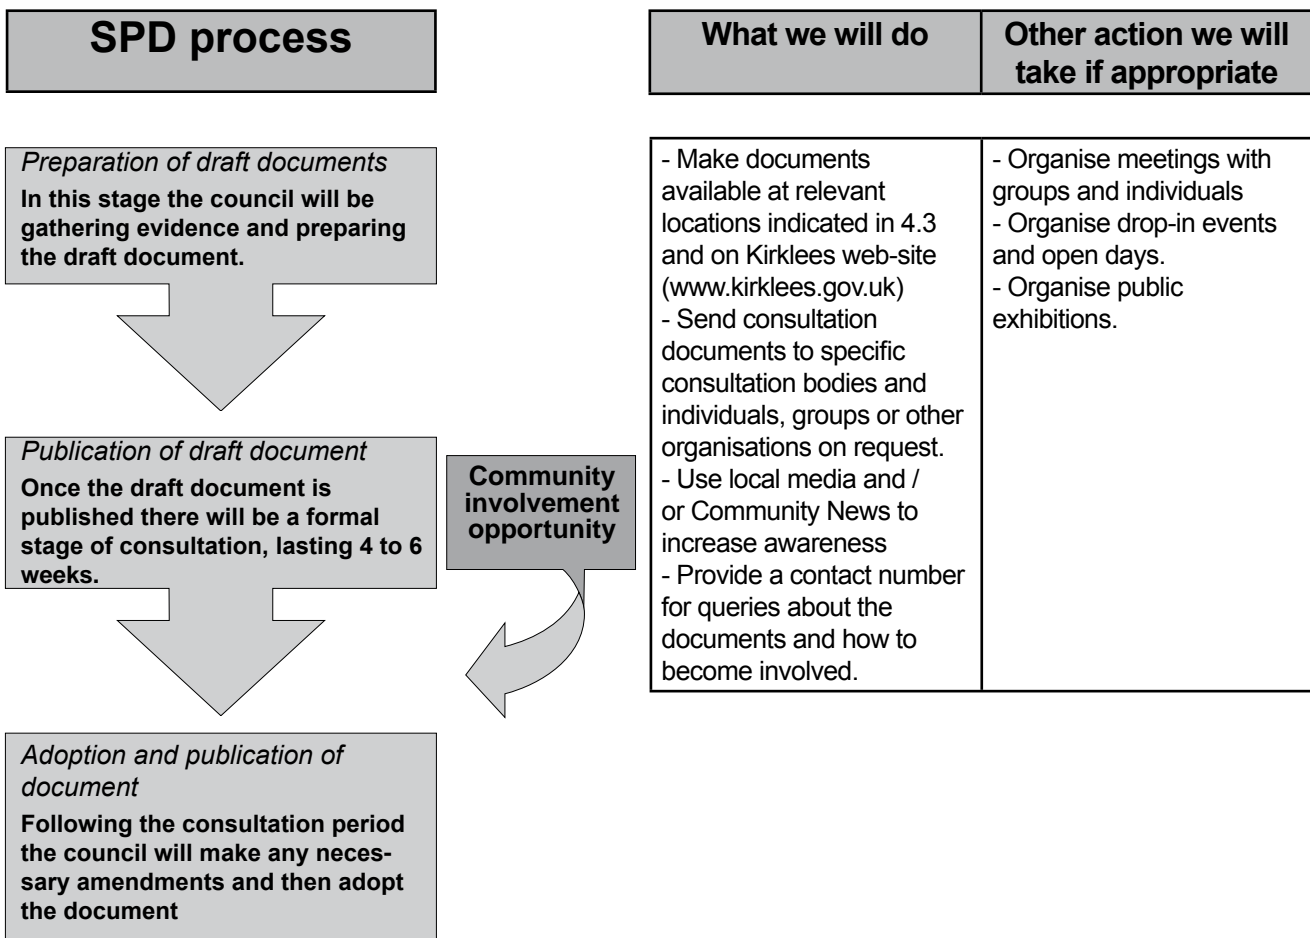 SPD process
Preparation of draft documents
In this stage the council will be
gathering evidence and preparing
the draft document.
Publication of draft document
Once the draft document is
published there will be a formal
stage of consultation, lasting 4 to 6
weeks.
Community
involvement
opportunity
Adoption and publication of
document
Following the consultation period
the council will make any neces-
sary amendments and then adopt
the document
What we will do
- Make documents
available at relevant
locations indicated in 4.3
and on Kirklees web-site
(www.kirklees.gov.uk)
- Send consultation
documents to specific
consultation bodies and
individuals, groups or other
organisations on request.
- Use local media and /
or Community News to
increase awareness
- Provide a contact number
for queries about the
documents and how to
become involved.
Other action we will
take if appropriate
- Organise meetings with
groups and individuals
- Organise drop-in events
and open days.
- Organise public
exhibitions.